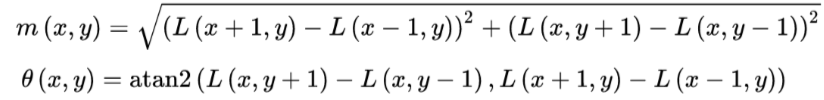 m (x, y) = √((L (x + 1, y) − L (x − 1, y))² + (L (x, y + 1) − L (x, y − 1))²)
θ (x, y) = atan2 (L (x, y + 1) − L (x, y − 1) , L (x + 1, y) − L (x − 1, y))